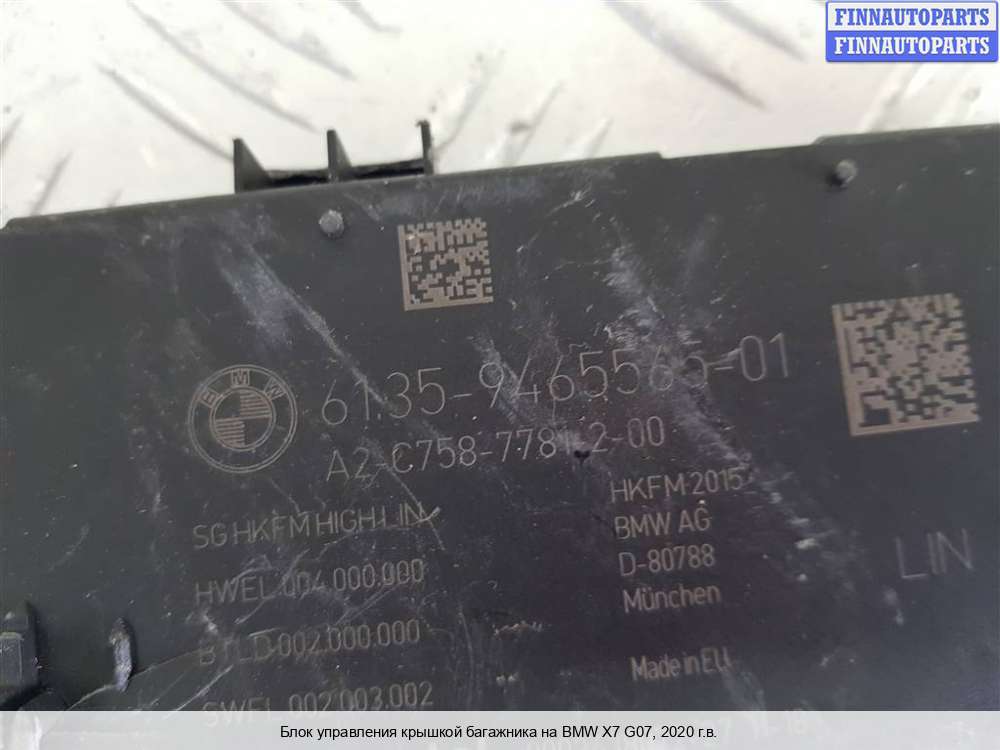 FINNAUTOPARTS
FINNAUTOPARTS
BMW
61.35-9465565-01
A2-C758-7781-2-00
SG HKFM HIGH LIN
HWEL 004.000.000
BTLD-002.000.000
SWFL 002.003.002
HKFM 2015
BMW AG
D-80788
München
Made in EU
LIN
Блок управления крышкой багажника на BMW X7 G07, 2020 г.в.